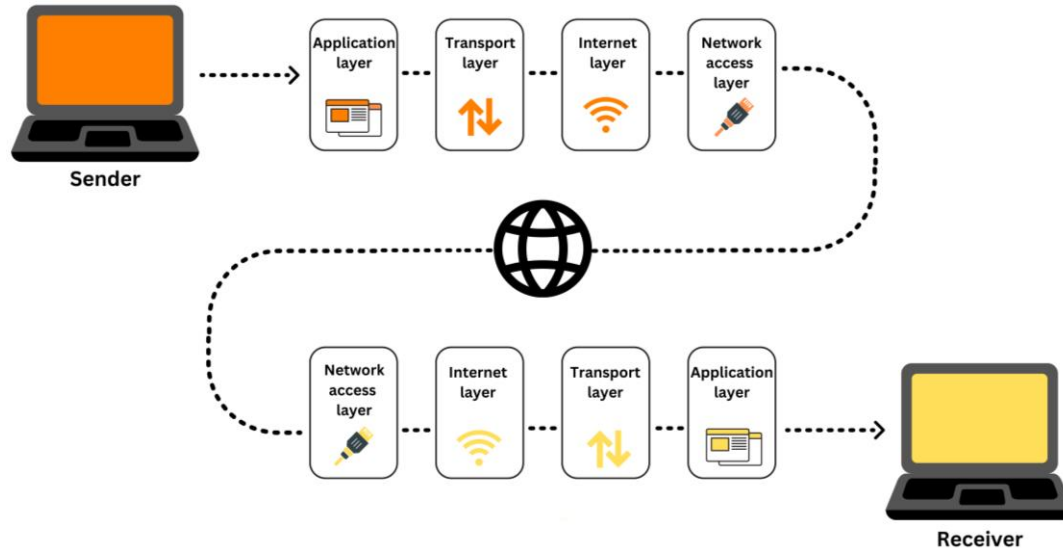 Application
layer
Transport
layer
Internet
layer
Network
access
layer
Sender
Network
access
layer
Internet
layer
Transport
layer
Application
layer
Receiver